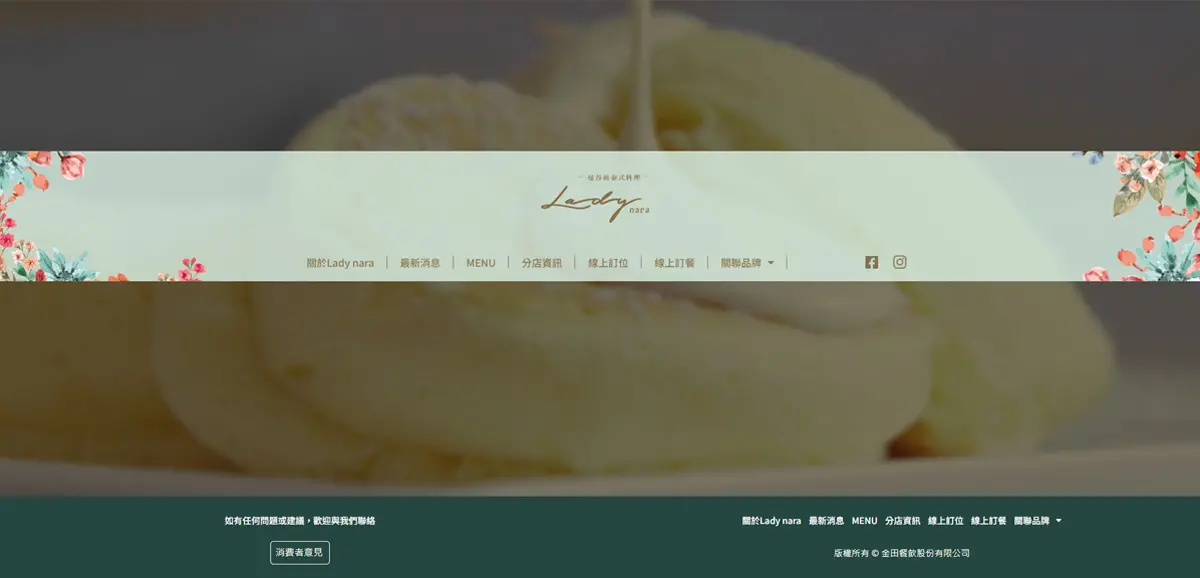 曼谷新泰式料理
Lady nara
關於Lady nara
最新消息
MENU
分店資訊
線上訂位
線上訂餐
關聯品牌
如有任何問題或建議，歡迎與我們聯絡
消費者意見
關於Lady nara 最新消息 MENU 分店資訊 線上訂位 線上訂餐 關聯品牌
版權所有 © 金田餐飲股份有限公司